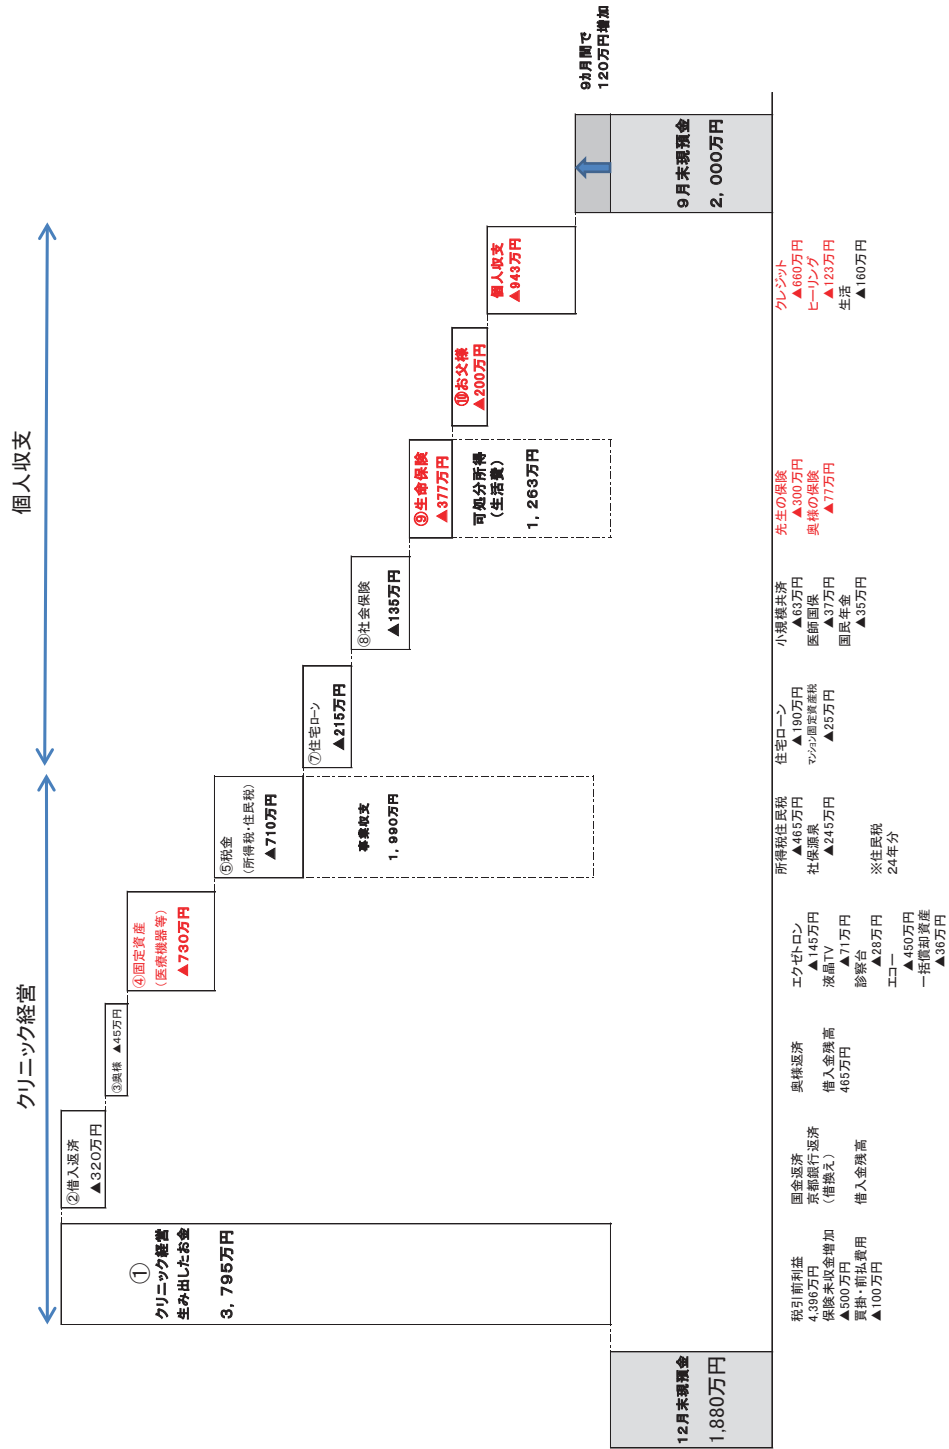 クリニック経営
個人収支
12月末現預金
1,880万円
①
クリニック経営
生み出したお金
3,795万円
②借入返済
▲320万円
③奥様 ▲45万円
④固定資産
(医療機器等)
▲730万円
⑤税金
(所得税・住民税)
▲710万円
事業収支
1,990万円
⑦住宅ローン
▲215万円
⑧社会保険
▲135万円
⑨生命保険
▲377万円
可処分所得
(生活費)
1,263万円
⑩お父様
▲200万円
個人収支
▲943万円
9月末現預金
2,000万円
9カ月間で
120万円増加
税引前利益
4,396万円
保険未収金増加
▲500万円
買掛・前払費用
▲100万円
国金返済
京都銀行返済
(借換え)
借入金残高
奥様返済
借入金残高
465万円
エクゼトロン
▲145万円
液晶TV
▲71万円
診察台
▲28万円
エコー
▲450万円
一括償却資産
▲36万円
所得税住民税
▲465万円
社保源泉
▲245万円
※住民税
24年分
住宅ローン
▲190万円
マンション固定資産税
▲25万円
小規模共済
▲63万円
医師国保
▲37万円
国民年金
▲35万円
先生の保険
▲300万円
奥様の保険
▲77万円
クレジット
▲660万円
ヒーリング
▲123万円
生活
▲160万円